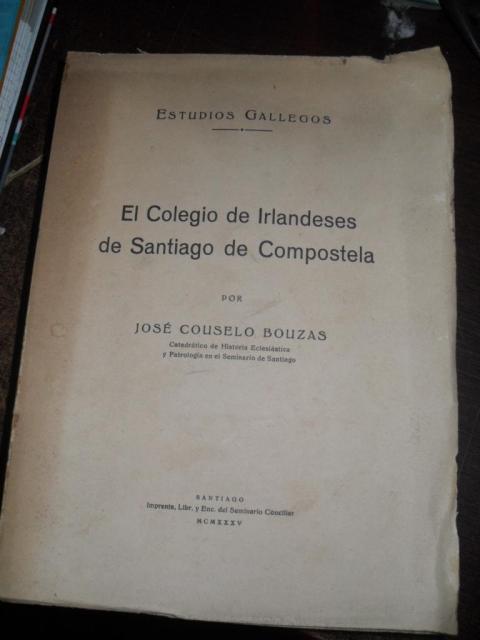 ESTUDIOS GALLEGOS
El Colegio de Irlandeses
de Santiago de Compostela
POR
JOSÉ COUSELO BOUZAS
Catedrático de Historia Eclesiástica
y Patrología en el Seminario de Santiago
SANTIAGO
Imprenta, Libr. y Enc. del Seminario Conciliar
MCMXXXV